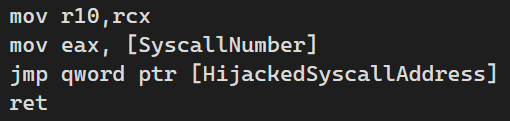 mov r10,rcx
mov eax, [SyscallNumber]
jmp qword ptr [HijackedSyscallAddress]
ret